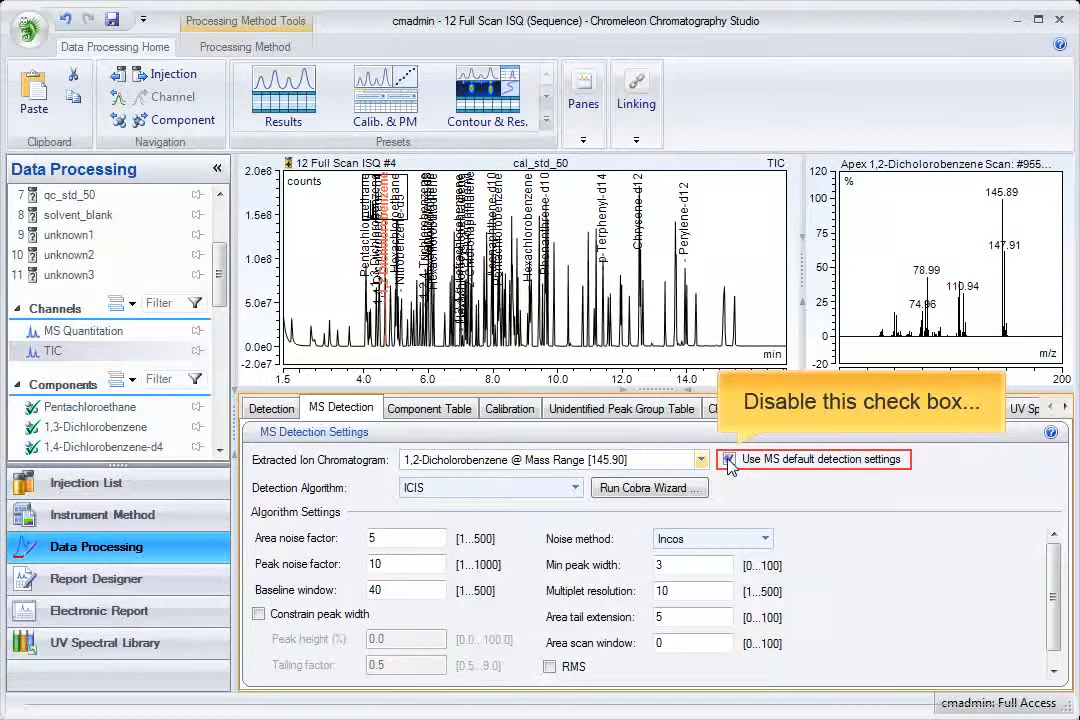 Processing Method Tools
cmadmin - 12 Full Scan ISQ (Sequence) - Chromeleon Chromatography Studio
Data Processing Home
Processing Method
Paste
Injection
Channel
Component
Results
Calib. & PM
Contour & Res.
Panes
Linking
Clipboard
Navigation
Presets
Data Processing
7 qc_std_50
8 solvent_blank
9 unknown1
10 unknown2
11 unknown3
Channels
Filter
MS Quantitation
TIC
Components
Filter
Pentachloroethane
1,3-Dichlorobenzene
1,4-Dichlorobenzene-d4
Injection List
Instrument Method
Data Processing
Report Designer
Electronic Report
UV Spectral Library
12 Full Scan ISQ #4
cal_std_50
TIC
2.0e8
counts
1.5e8
1.0e8
5.0e7
0.0e0
-2.0e7
min
1.5
4.0
6.0
8.0
10.0
12.0
14.0
Pentachloroethane
Hexachloroethane
- Nitrobenzene-d5
Hexachlorobenzene
Phenanthrene-d10
p-Terphenyl-d14
Chrysene-d12
- Perylene-d12
Apex 1,2-Dicholorobenzene Scan: #955...
120
%
100
75
50
25
0
-20
145.89
147.91
78.99
110.94
74.96
m/z
200
Disable this check box...
Injection
MS Detection
Component Table
Calibration
Unidentified Peak Group Table
UV Sp
MS Detection Settings
Extracted Ion Chromatogram:
1,2-Dicholorobenzene @ Mass Range [145.90]
Use MS default detection settings
Detection Algorithm:
ICIS
Run Cobra Wizard ...
Algorithm Settings
Area noise factor:
5
[1...500]
Noise method:
Incos
Peak noise factor:
10
[1...1000]
Min peak width:
3
[0...100]
Baseline window:
40
[1...500]
Multiplet resolution:
10
[1...500]
Constrain peak width
Area tail extension:
5
[0...100]
Peak height (%):
0.0
[0.0...100.0]
Area scan window:
0
[0...100]
Tailing factor:
0.5
[0.5...9.0]
RMS
cmadmin: Full Access